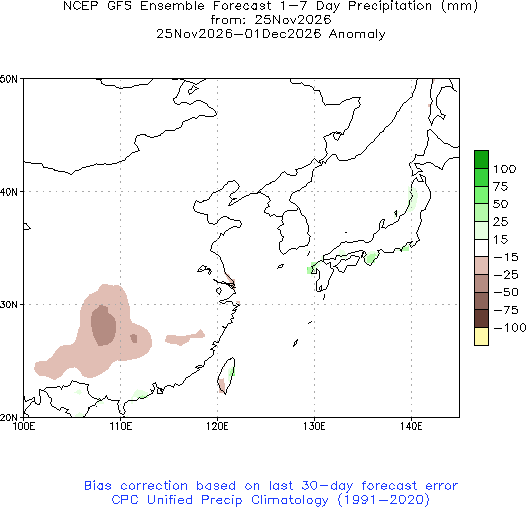 NCEP GFS Ensemble Forecast 1-7 Day Precipitation (mm)
from: 25Nov2026
25Nov2026-01Dec2026 Anomaly
50N
40N
30N
20N
100E
110E
120E
130E
140E
100
75
50
25
15
-15
-25
-50
-75
-100
Bias correction based on last 30-day forecast error
CPC Unified Precip Climatology (1991-2020)